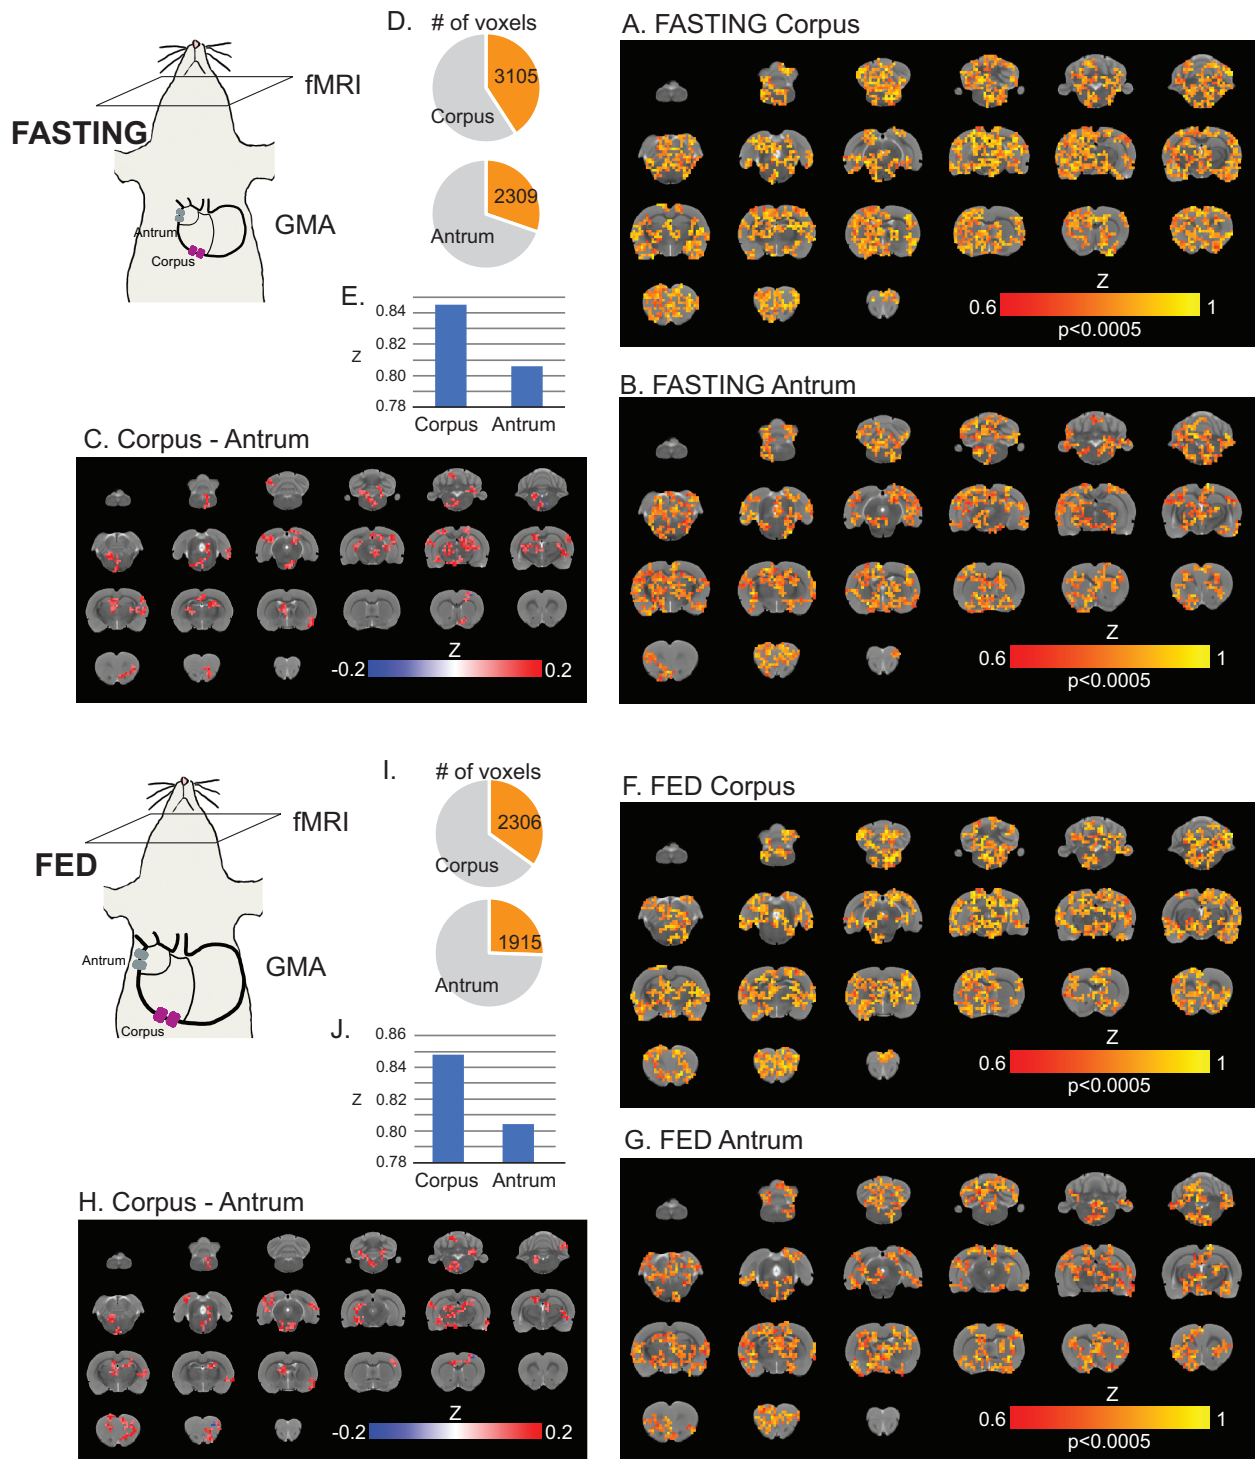 D. # of voxels
3105
Corpus
2309
Antrum
fMRI
FASTING
GMA
Antrum
Corpus
E.
0.84
0.82
Z
0.80
0.78
Corpus Antrum
A. FASTING Corpus
Z
0.6 1
p<0.0005
B. FASTING Antrum
Z
0.6 1
p<0.0005
C. Corpus - Antrum
Z
-0.2 0.2
I. # of voxels
2306
Corpus
1915
Antrum
fMRI
FED
GMA
Antrum
Corpus
J.
0.86
0.84
Z
0.82
0.80
0.78
Corpus Antrum
F. FED Corpus
Z
0.6 1
p<0.0005
G. FED Antrum
Z
0.6 1
p<0.0005
H. Corpus - Antrum
Z
-0.2 0.2